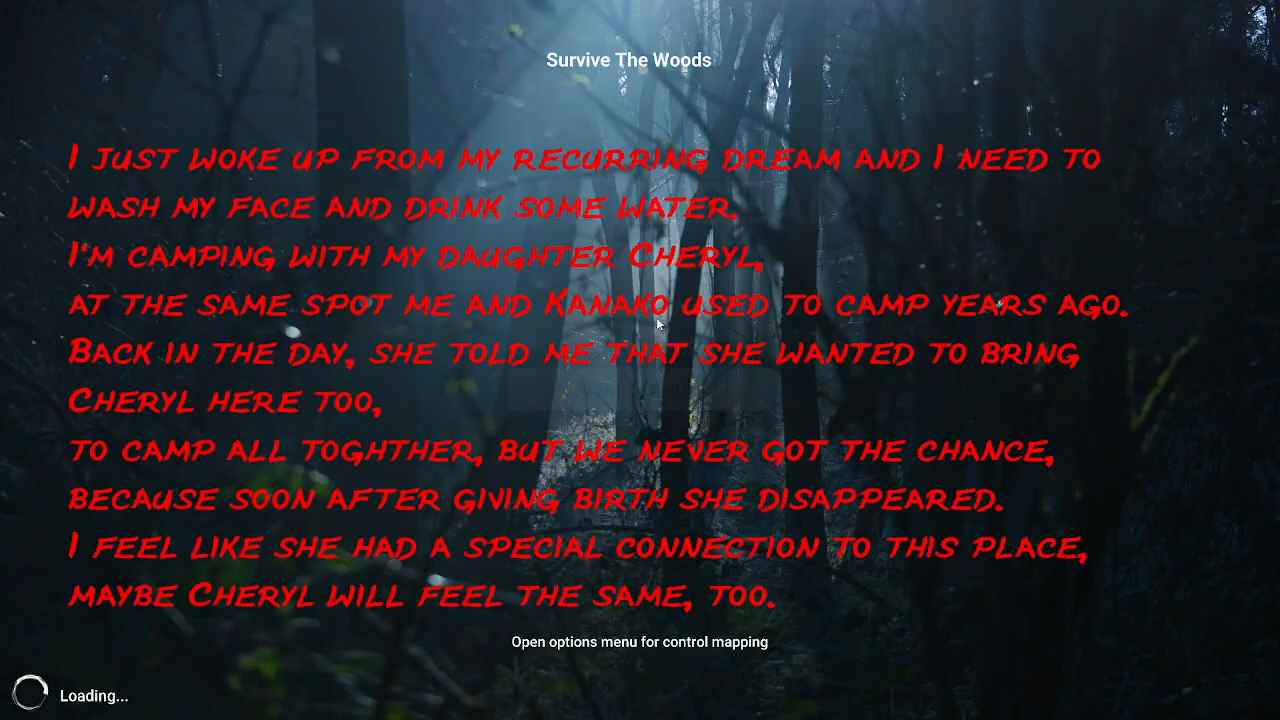 Survive The Woods
I just woke up from my recurring dream and I need to
wash my face and drink some water.
I'm camping with my daughter Cheryl,
at the same spot me and Kanako used to camp years ago.
Back in the day, she told me that she wanted to bring
Cheryl here too,
to camp all toghther, but we never got the chance,
because soon after giving birth she disappeared.
I feel like she had a special connection to this place,
maybe Cheryl will feel the same, too.
Open options menu for control mapping
Loading...